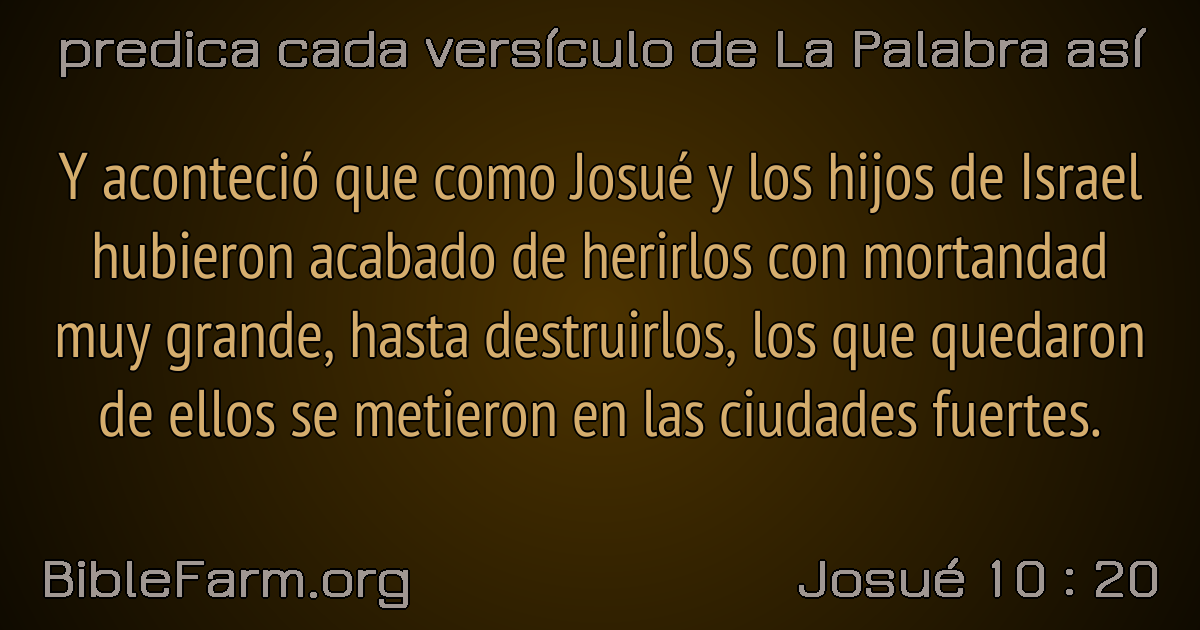 predica cada versículo de La Palabra así
Y aconteció que como Josué y los hijos de Israel
hubieron acabado de herirlos con mortandad
muy grande, hasta destruirlos, los que quedaron
de ellos se metieron en las ciudades fuertes.
BibleFarm.org
Josué 10 : 20